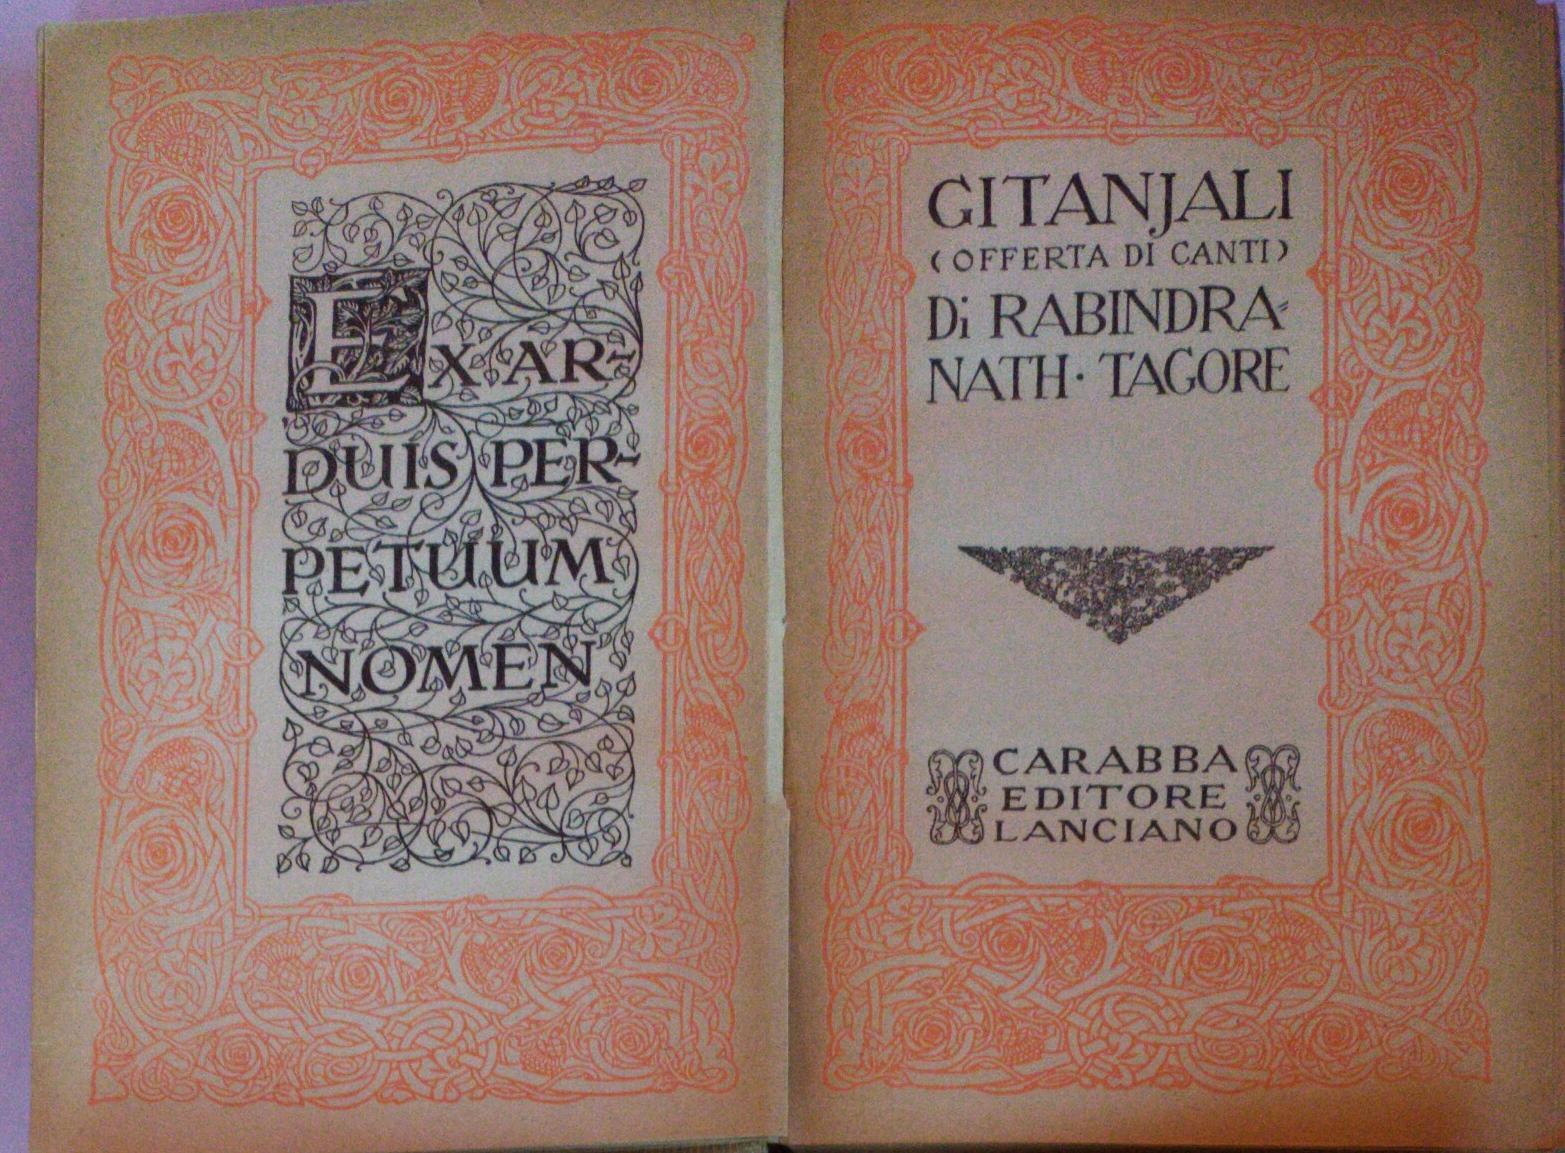 EX AR-
DUIS PER-
PETUUM
NOMEN
GITANJALI
(OFFERTA DI CANTI)
Di RABINDRA-
NATH · TAGORE
CARABBA
EDITORE
LANCIANO